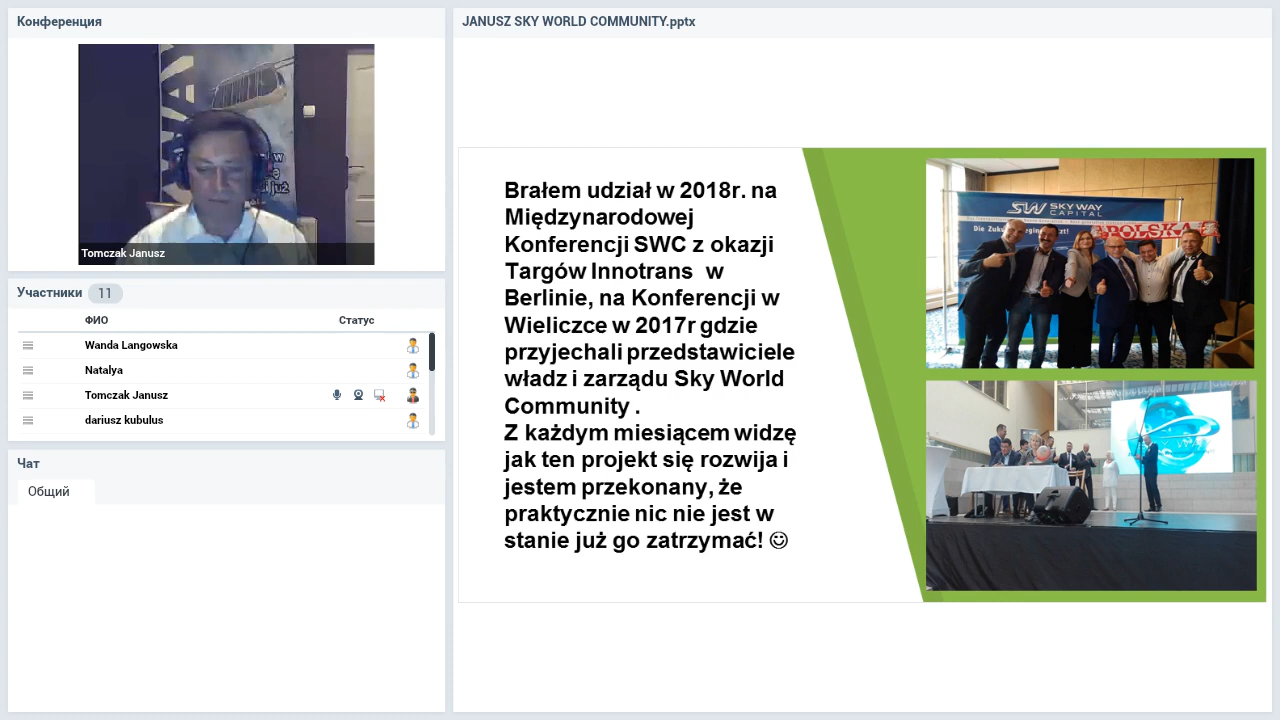 Конференция
Tomczak Janusz
Участники 11
ФИО Статус
Wanda Langowska
Natalya
Tomczak Janusz
dariusz kubulus
Чат
Общий
JANUSZ SKY WORLD COMMUNITY.pptx
Brałem udział w 2018r. na
Międzynarodowej
Konferencji SWC z okazji
Targów Innotrans w
Berlinie, na Konferencji w
Wieliczce w 2017r gdzie
przyjechali przedstawiciele
władz i zarządu Sky World
Community .
Z każdym miesiącem widzę
jak ten projekt się rozwija i
jestem przekonany, że
praktycznie nic nie jest w
stanie już go zatrzymać! ☺
SW SKY WAY
CAPITAL
Die
POLSKA